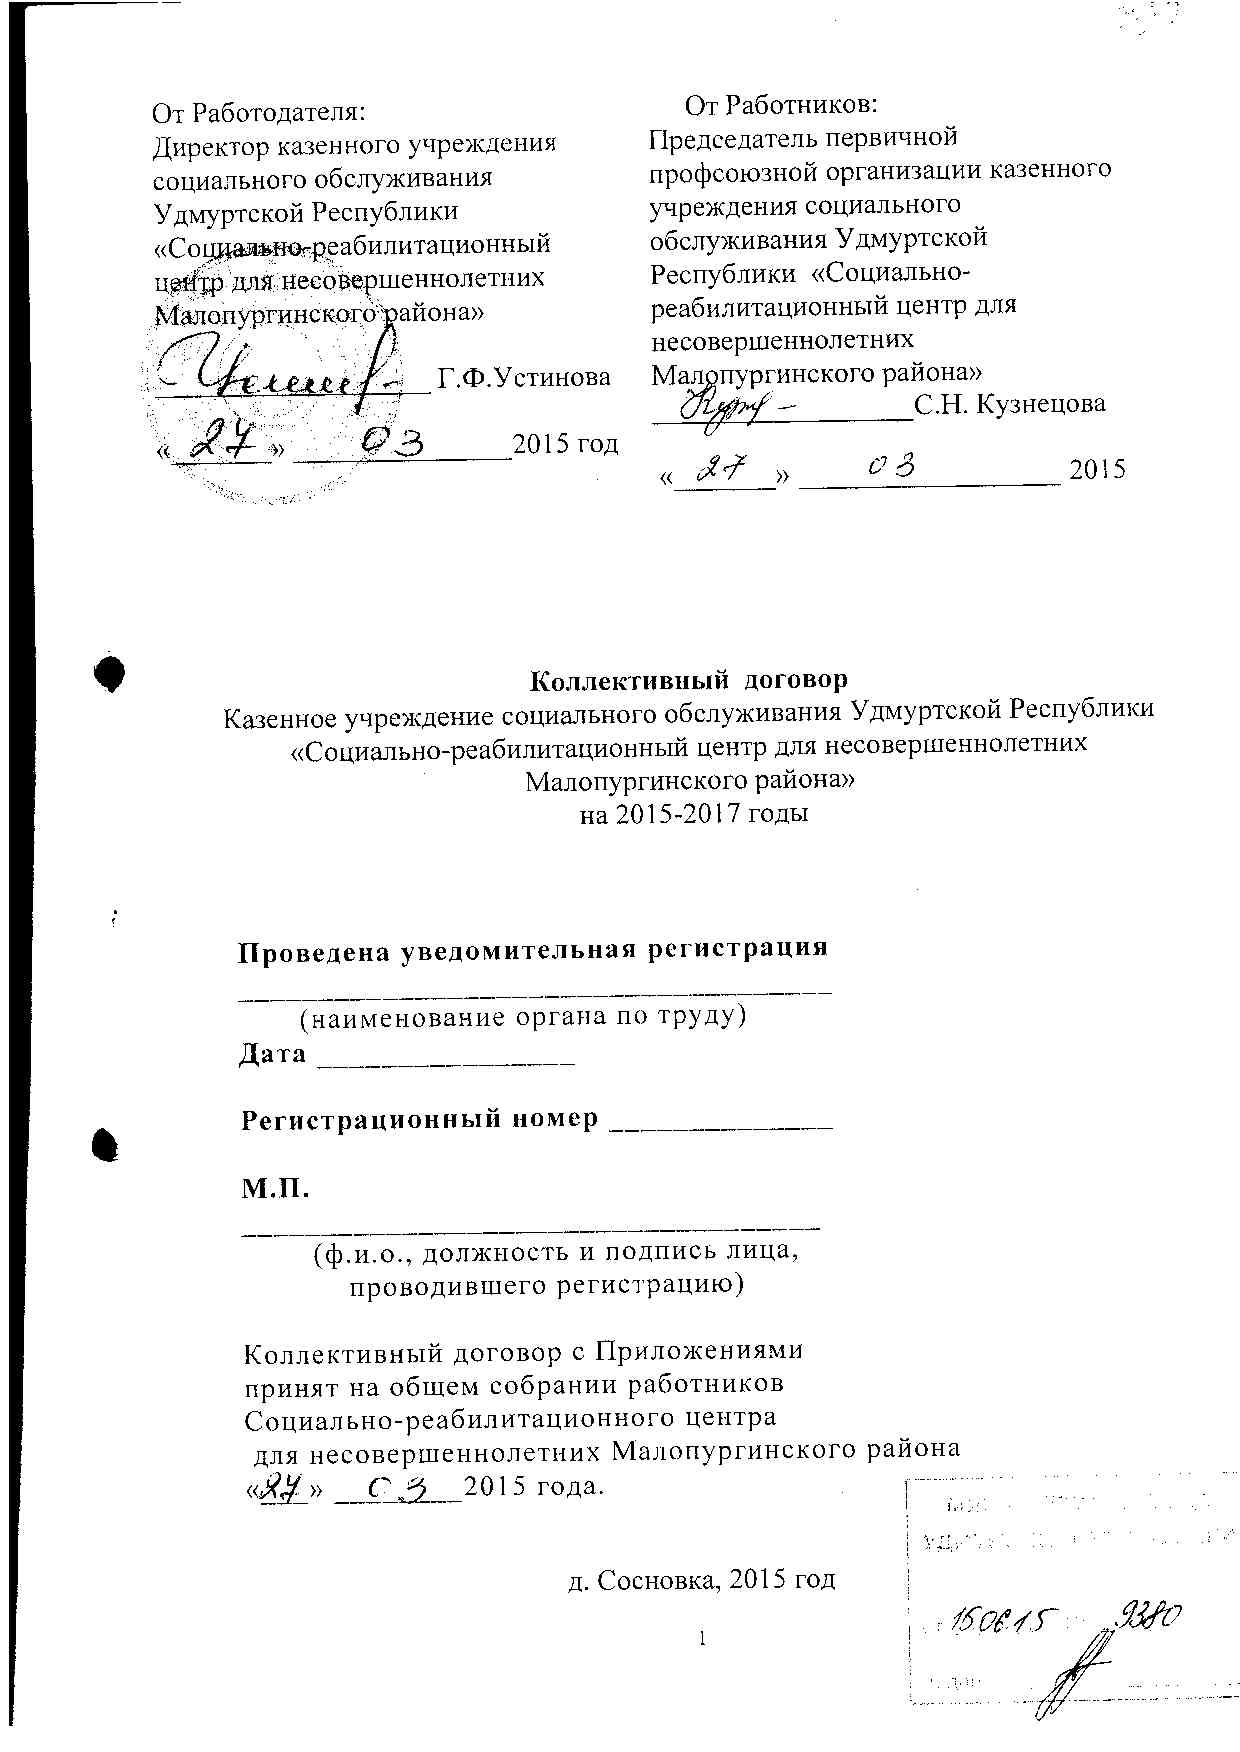 От Работодателя:
Директор казенного учреждения
социального обслуживания
Удмуртской Республики
«Социально-реабилитационный
центр для несовершеннолетних
Малопургинского района»
Г.Ф.Устинова
«27» 03 2015 год
От Работников:
Председатель первичной
профсоюзной организации казенного
учреждения социального
обслуживания Удмуртской
Республики «Социально-
реабилитационный центр для
несовершеннолетних
Малопургинского района»
С.Н. Кузнецова
«27» 03 2015
Коллективный договор
Казенное учреждение социального обслуживания Удмуртской Республики
«Социально-реабилитационный центр для несовершеннолетних
Малопургинского района»
на 2015-2017 годы
Проведена уведомительная регистрация
(наименование органа по труду)
Дата
Регистрационный номер
М.П.
(ф.и.о., должность и подпись лица,
проводившего регистрацию)
Коллективный договор с Приложениями
принят на общем собрании работников
Социально-реабилитационного центра
для несовершеннолетних Малопургинского района
«27» 03 2015 года.
д. Сосновка, 2015 год
150615 9380
1